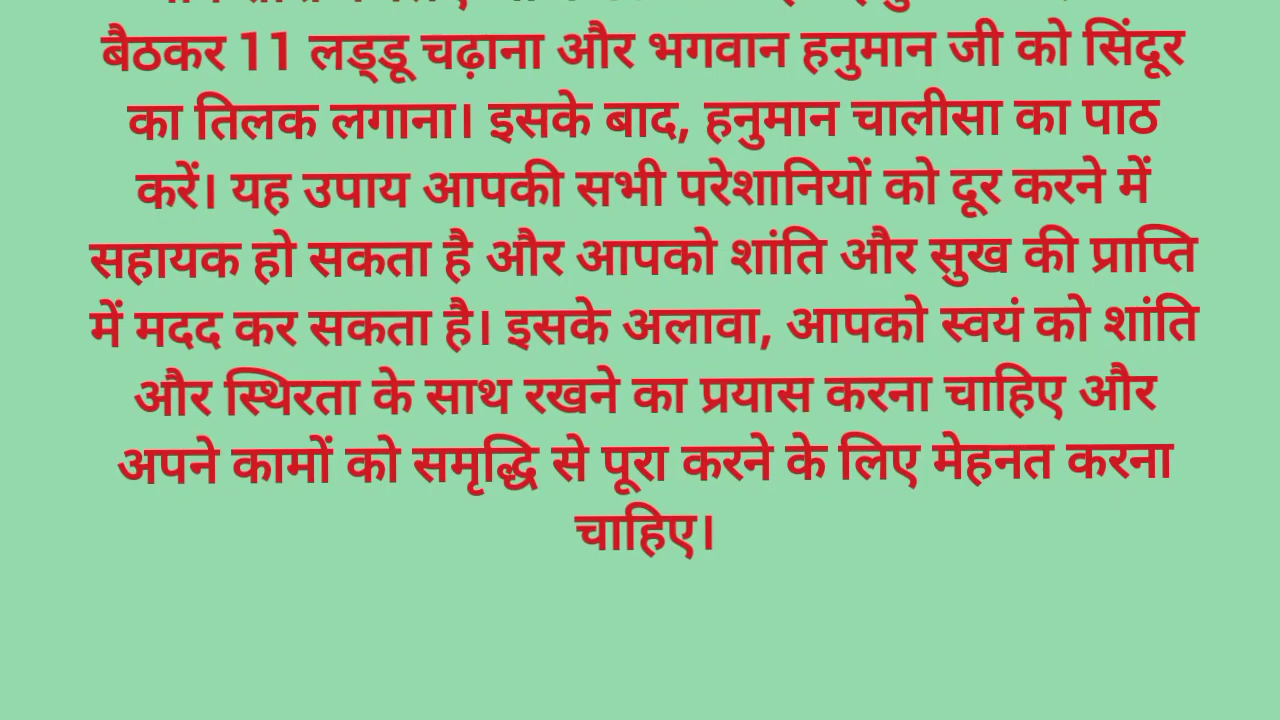 बैठकर 11 लड्डू चढ़ाना और भगवान हनुमान जी को सिंदूर
का तिलक लगाना। इसके बाद, हनुमान चालीसा का पाठ
करें। यह उपाय आपकी सभी परेशानियों को दूर करने में
सहायक हो सकता है और आपको शांति और सुख की प्राप्ति
में मदद कर सकता है। इसके अलावा, आपको स्वयं को शांति
और स्थिरता के साथ रखने का प्रयास करना चाहिए और
अपने कामों को समृद्धि से पूरा करने के लिए मेहनत करना
चाहिए।